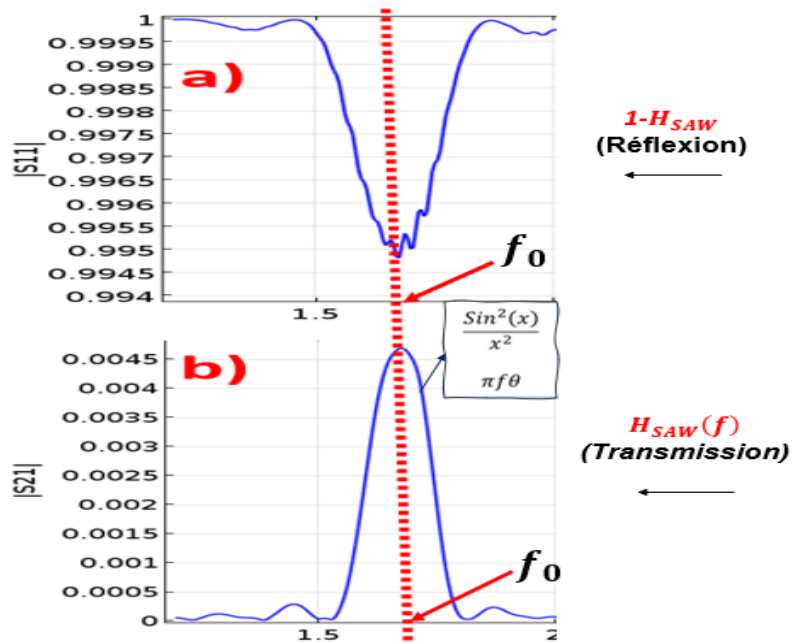 1
0.9995
0.999
0.9985
0.998
0.9975
0.997
0.9965
0.996
0.9955
0.995
0.9945
0.994
|S11|
a)
1.5
2
1-H_SAW
(Réflexion)
f_0
Sin²(x)
x²
πfθ
b)
0.0045
0.004
0.0035
0.003
0.0025
0.002
0.0015
0.001
0.0005
0
|S21|
H_SAW(f)
(Transmission)
f_0
1.5
2